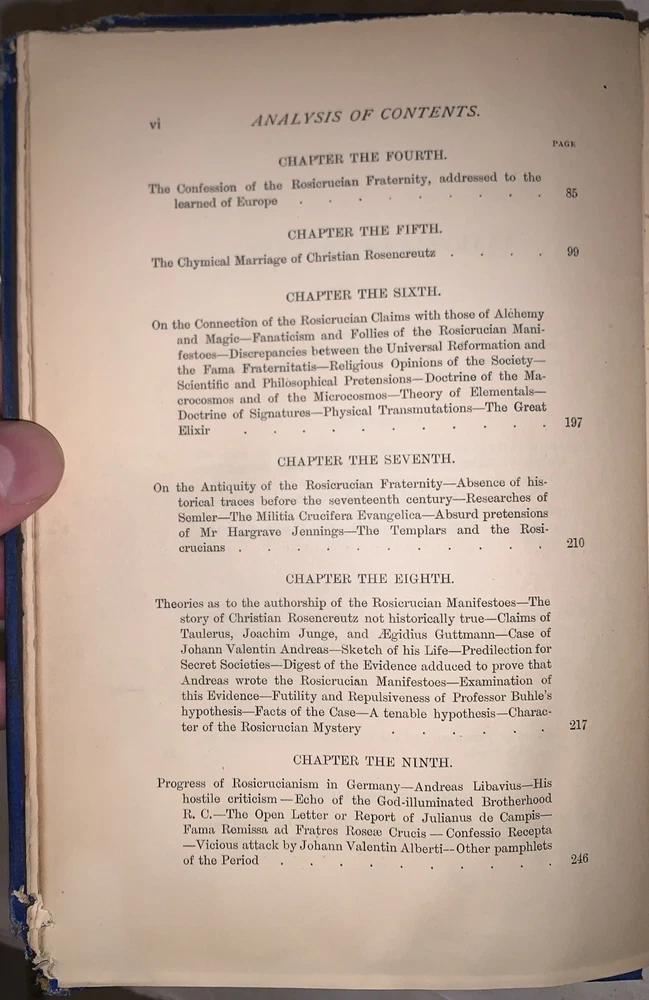 vi ANALYSIS OF CONTENTS.
PAGE
CHAPTER THE FOURTH.
The Confession of the Rosicrucian Fraternity, addressed to the
learned of Europe . . . . . . . . 85
CHAPTER THE FIFTH.
The Chymical Marriage of Christian Rosencreutz . . . . 99
CHAPTER THE SIXTH.
On the Connection of the Rosicrucian Claims with those of Alchemy
and Magic—Fanaticism and Follies of the Rosicrucian Mani-
festoes—Discrepancies between the Universal Reformation and
the Fama Fraternitatis—Religious Opinions of the Society—
Scientific and Philosophical Pretensions—Doctrine of the Ma-
crocosmos and of the Microcosmos—Theory of Elementals—
Doctrine of Signatures—Physical Transmutations—The Great
Elixir . . . . . . . . . . . 197
CHAPTER THE SEVENTH.
On the Antiquity of the Rosicrucian Fraternity—Absence of his-
torical traces before the seventeenth century—Researches of
Semler—The Militia Crucifera Evangelica—Absurd pretensions
of Mr Hargrave Jennings—The Templars and the Rosi-
crucians . . . . . . . . . . . 210
CHAPTER THE EIGHTH.
Theories as to the authorship of the Rosicrucian Manifestoes—The
story of Christian Rosencreutz not historically true—Claims of
Taulerus, Joachim Junge, and Ægidius Guttmann—Case of
Johann Valentin Andreas—Sketch of his Life—Predilection for
Secret Societies—Digest of the Evidence adduced to prove that
Andreas wrote the Rosicrucian Manifestoes—Examination of
this Evidence—Futility and Repulsiveness of Professor Buhle's
hypothesis—Facts of the Case—A tenable hypothesis—Charac-
ter of the Rosicrucian Mystery . . . . . . 217
CHAPTER THE NINTH.
Progress of Rosicrucianism in Germany—Andreas Libavius—His
hostile criticism—Echo of the God-illuminated Brotherhood
R. C.—The Open Letter or Report of Julianus de Campis—
Fama Remissa ad Fratres Roseæ Crucis—Confessio Recepta
—Vicious attack by Johann Valentin Alberti—Other pamphlets
of the Period . . . . . . . . . . 246